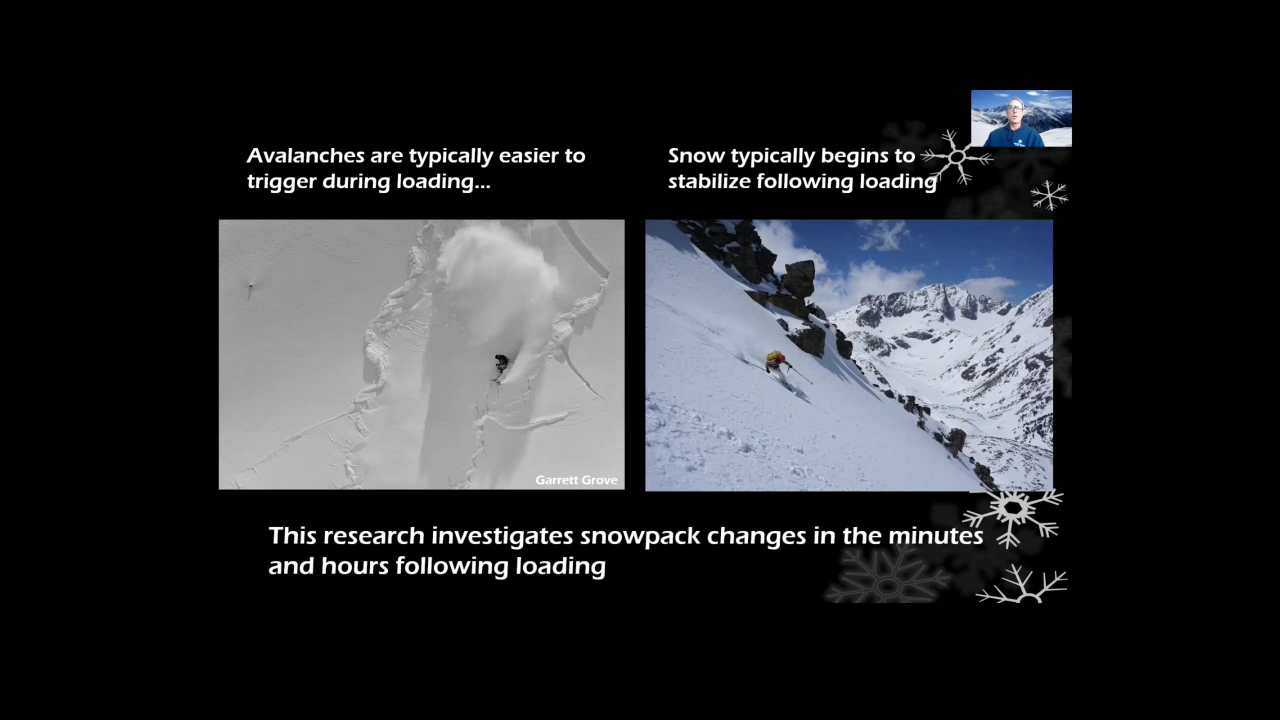 Avalanches are typically easier to
trigger during loading...
Snow typically begins to
stabilize following loading
Garrett Grove
This research investigates snowpack changes in the minutes
and hours following loading